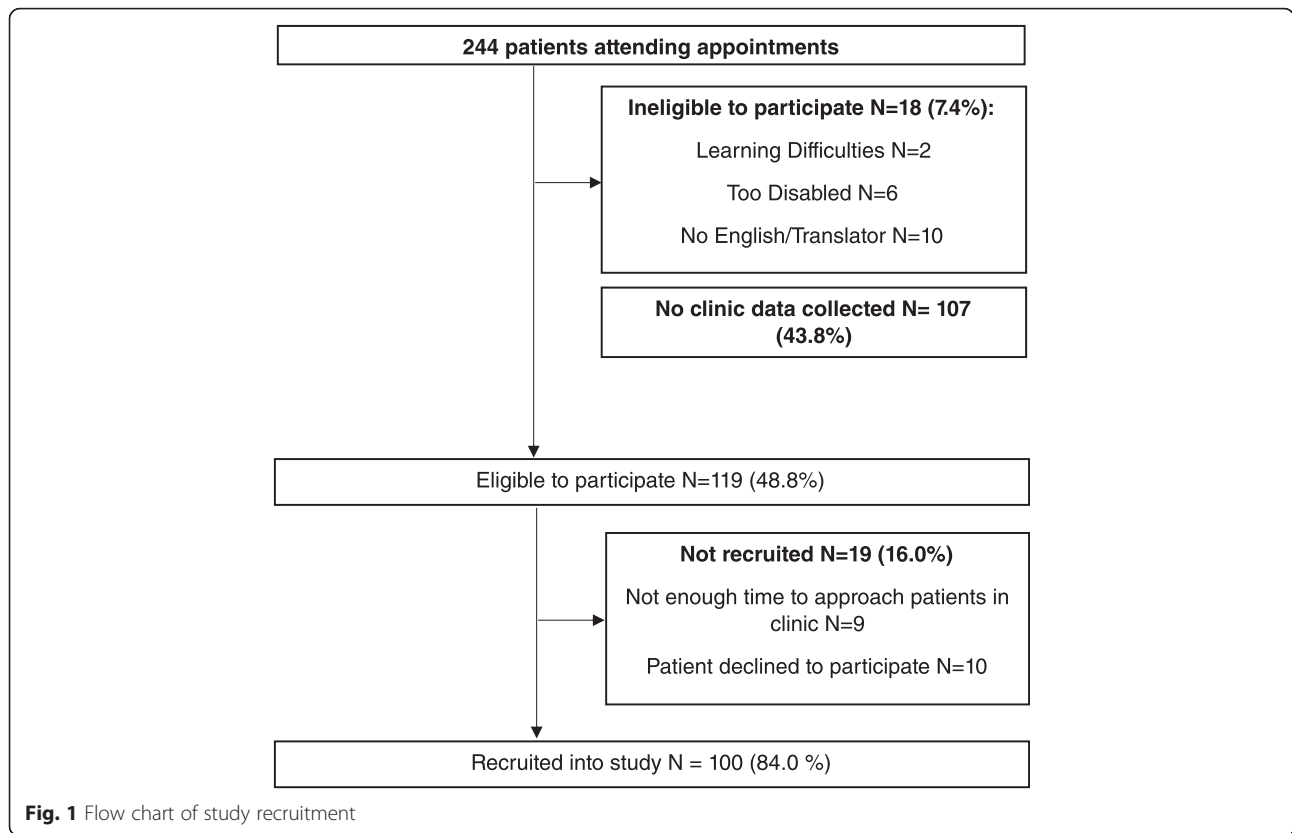 244 patients attending appointments
Ineligible to participate N=18 (7.4%):
Learning Difficulties N=2
Too Disabled N=6
No English/Translator N=10
No clinic data collected N= 107
(43.8%)
Eligible to participate N=119 (48.8%)
Not recruited N=19 (16.0%)
Not enough time to approach patients in
clinic N=9
Patient declined to participate N=10
Recruited into study N = 100 (84.0 %)
Fig. 1 Flow chart of study recruitment